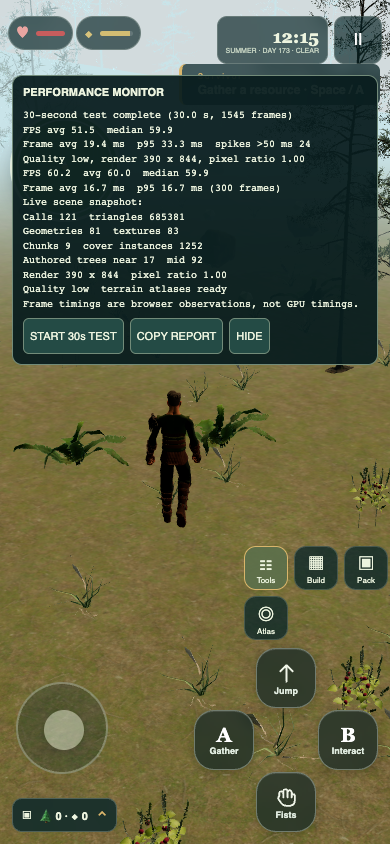 12:15
SUMMER · DAY 173 · CLEAR
Gather a resource · Space / A
PERFORMANCE MONITOR
30-second test complete (30.0 s, 1545 frames)
FPS avg 51.5 median 59.9
Frame avg 19.4 ms p95 33.3 ms spikes >50 ms 24
Quality low, render 390 x 844, pixel ratio 1.00
FPS 60.2 avg 60.0 median 59.9
Frame avg 16.7 ms p95 16.7 ms (300 frames)
Live scene snapshot:
Calls 121 triangles 685381
Geometries 81 textures 83
Chunks 9 cover instances 1252
Authored trees near 17 mid 92
Render 390 x 844 pixel ratio 1.00
Quality low terrain atlases ready
Frame timings are browser observations, not GPU timings.
START 30s TEST COPY REPORT HIDE
Tools Build Pack
Atlas
Jump
A B
Gather Interact
Fists
0 · ◆ 0